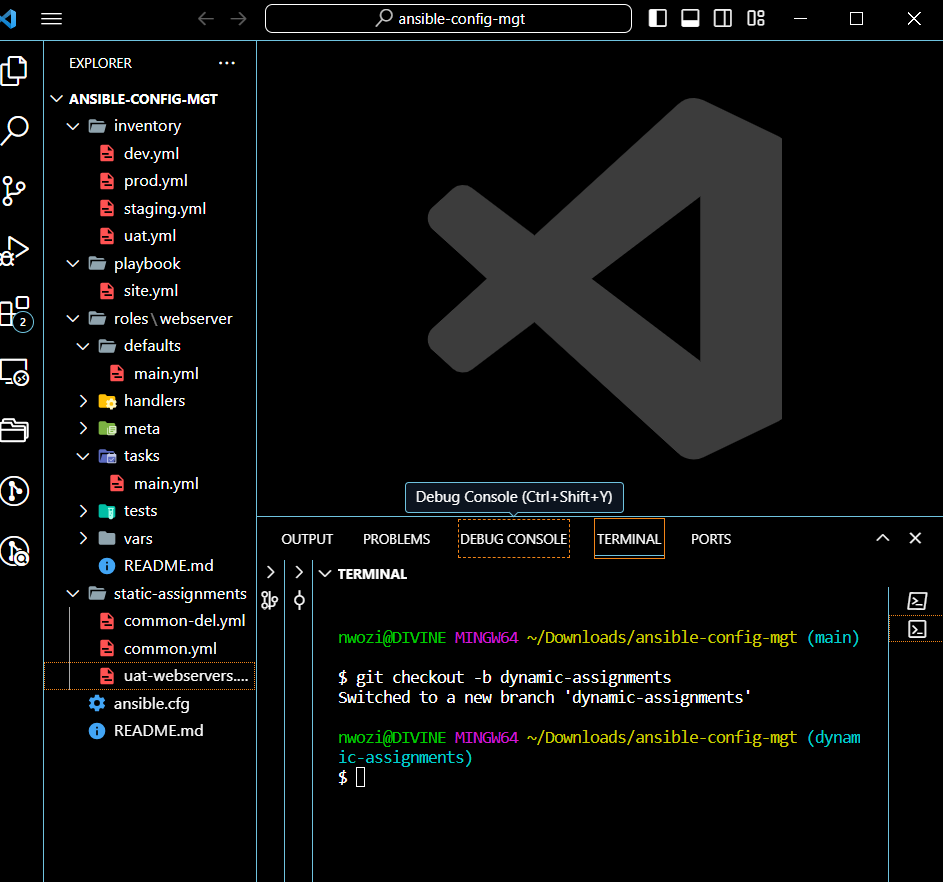 ansible-config-mgt
EXPLORER
ANSIBLE-CONFIG-MGT
inventory
dev.yml
prod.yml
staging.yml
uat.yml
playbook
site.yml
roles\webserver
defaults
main.yml
handlers
meta
tasks
main.yml
tests
vars
README.md
static-assignments
common-del.yml
common.yml
uat-webservers....
ansible.cfg
README.md
2
Debug Console (Ctrl+Shift+Y)
OUTPUT PROBLEMS DEBUG CONSOLE TERMINAL PORTS
TERMINAL
nwozi@DIVINE MINGW64 ~/Downloads/ansible-config-mgt (main)
$ git checkout -b dynamic-assignments
Switched to a new branch 'dynamic-assignments'
nwozi@DIVINE MINGW64 ~/Downloads/ansible-config-mgt (dynam
ic-assignments)
$